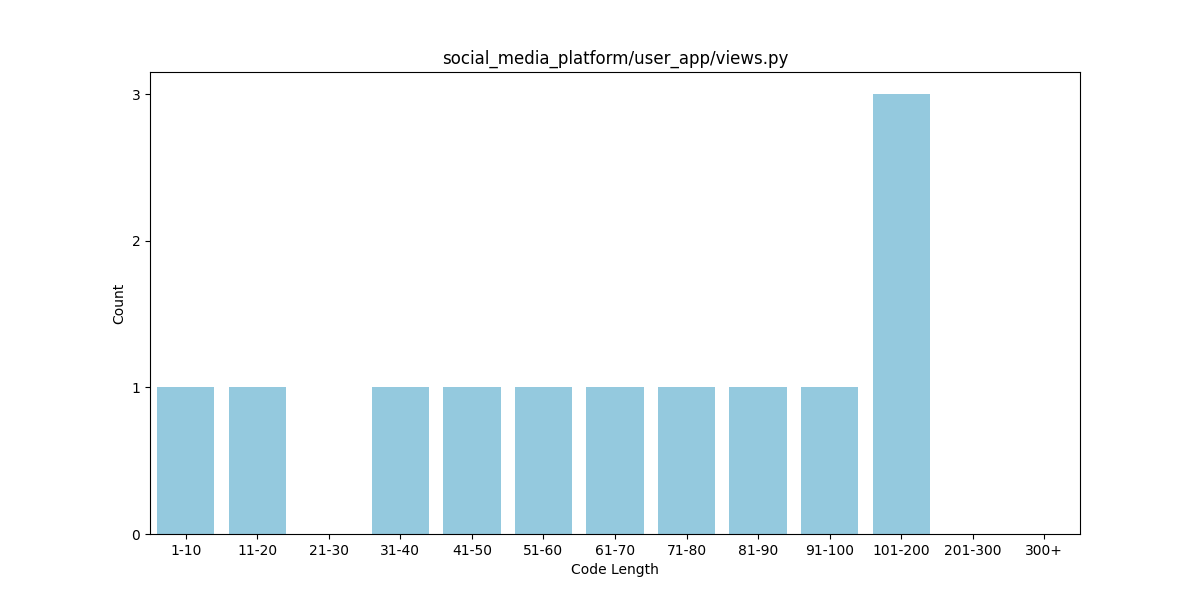 social_media_platform/user_app/views.py
3
2
1
0
Count
1-10 11-20 21-30 31-40 41-50 51-60 61-70 71-80 81-90 91-100 101-200 201-300 300+
Code Length